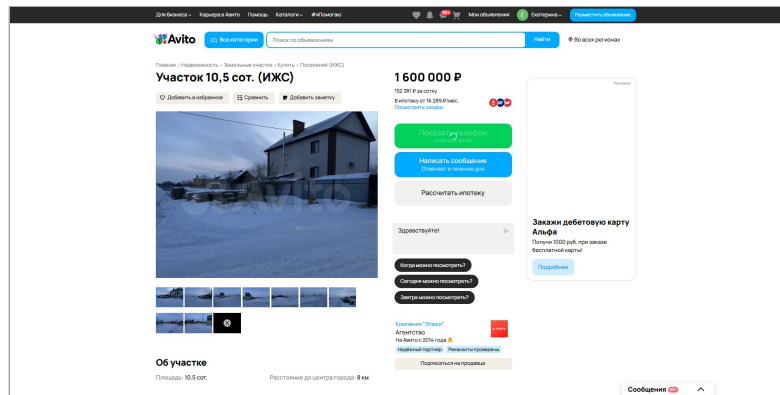 Для бизнеса Карьера в Авито Помощь Каталоги #яПомогаю
99+
Мои объявления Е Екатерина Разместить объявление
Avito Все категории Поиск по объявлениям Найти Во всех регионах
Главная · Недвижимость · Земельные участки · Купить · Поселений (ИЖС)
Участок 10,5 сот. (ИЖС)
Добавить в избранное Сравнить Добавить заметку
Avito
1 600 000 ₽
152 381 ₽ за сотку
В ипотеку от 16 289 ₽/мес.
Посмотреть скидки
Показать телефон
Написать сообщение
Отвечает в течение дня
Рассчитать ипотеку
Здравствуйте!
Когда можно посмотреть?
Сегодня можно посмотреть?
Завтра можно посмотреть?
Компания "Этажи"
Агентство
На Авито с 2014 года
Надёжный партнёр Реквизиты проверены
Подписаться на продавца
Реклама
Закажи дебетовую карту
Альфа
Получи 1000 руб. при заказе
бесплатной карты!
Подробнее
Об участке
Площадь: 10.5 сот. Расстояние до центра города: 8 км
Сообщения 99+